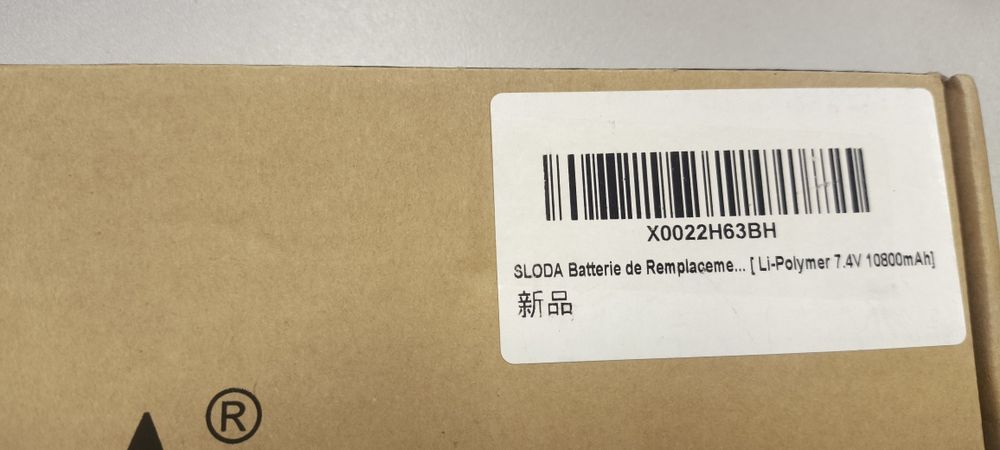 X0022H63BH
SLODA Batterie de Remplaceme... [ Li-Polymer 7.4V 10800mAh]
新品
®